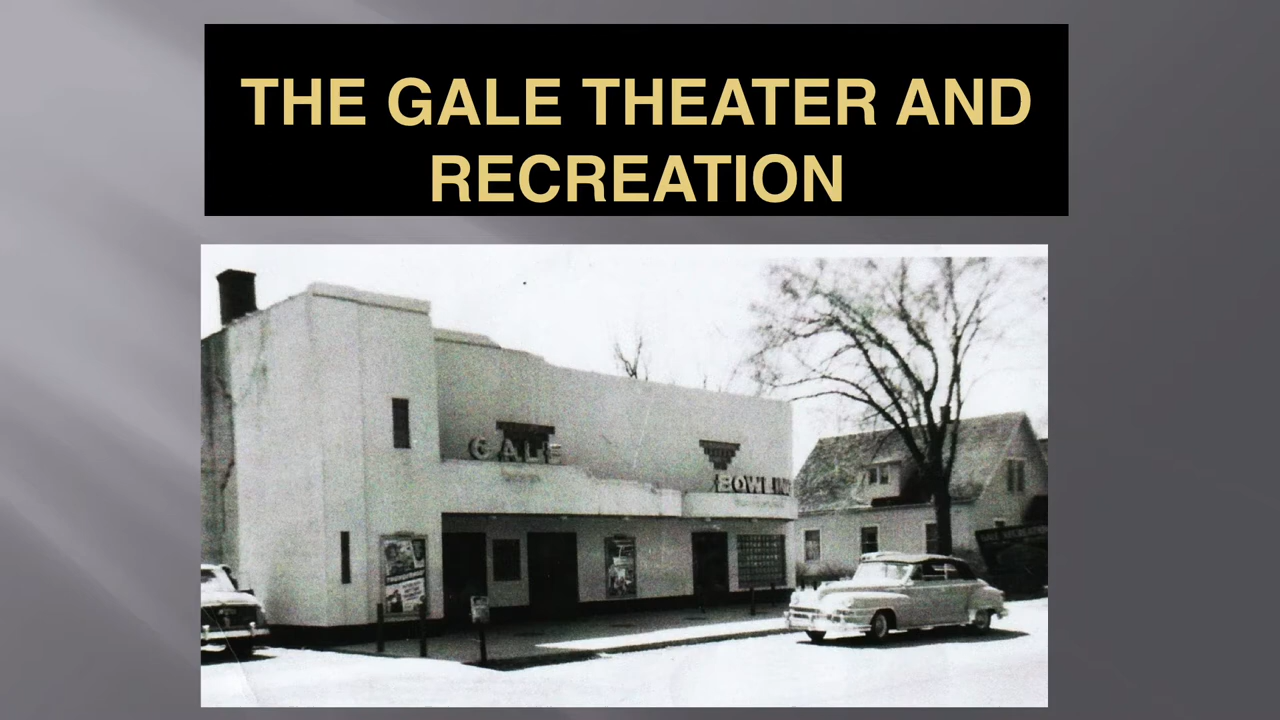 THE GALE THEATER AND
RECREATION
GALE
BOWLING